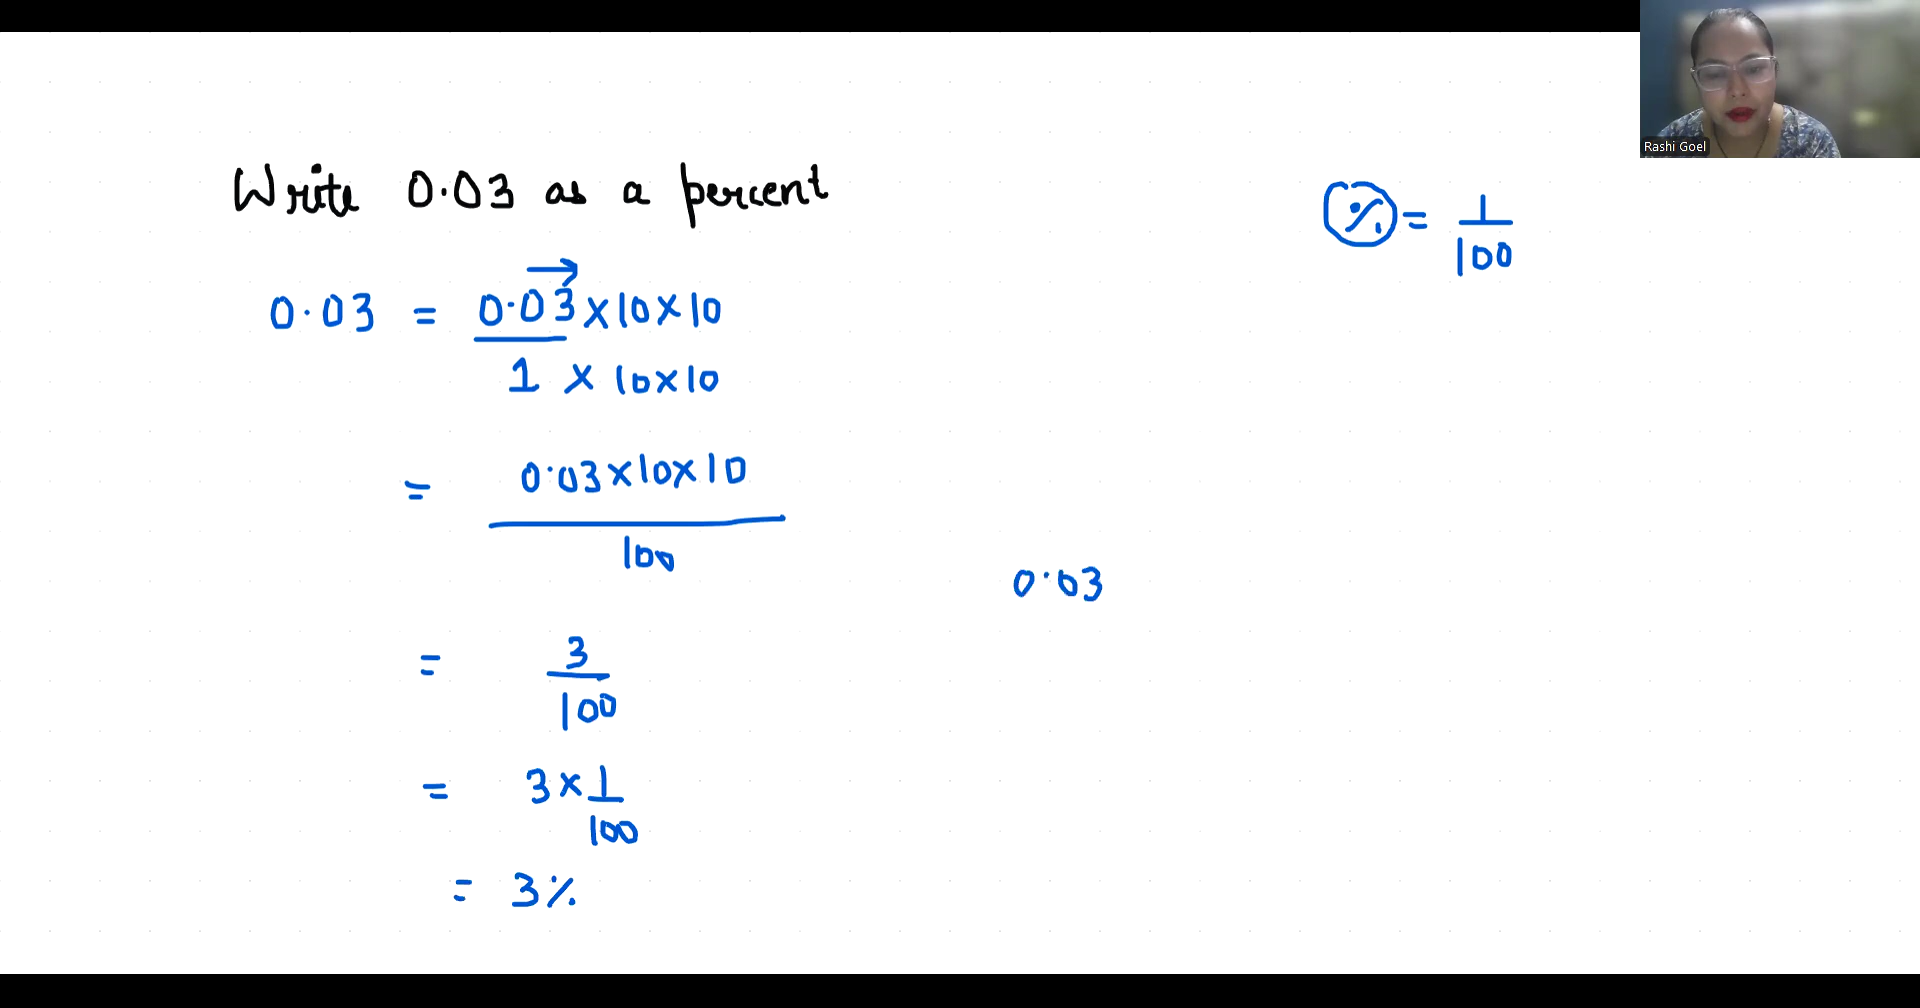 Rashi Goel
Write 0.03 as a percent
% = 1/100
0.03 = 0.03 × 10 × 10
1 × 10 × 10
= 0.03 × 10 × 10
100
0.03
= 3
100
= 3 × 1
100
= 3%